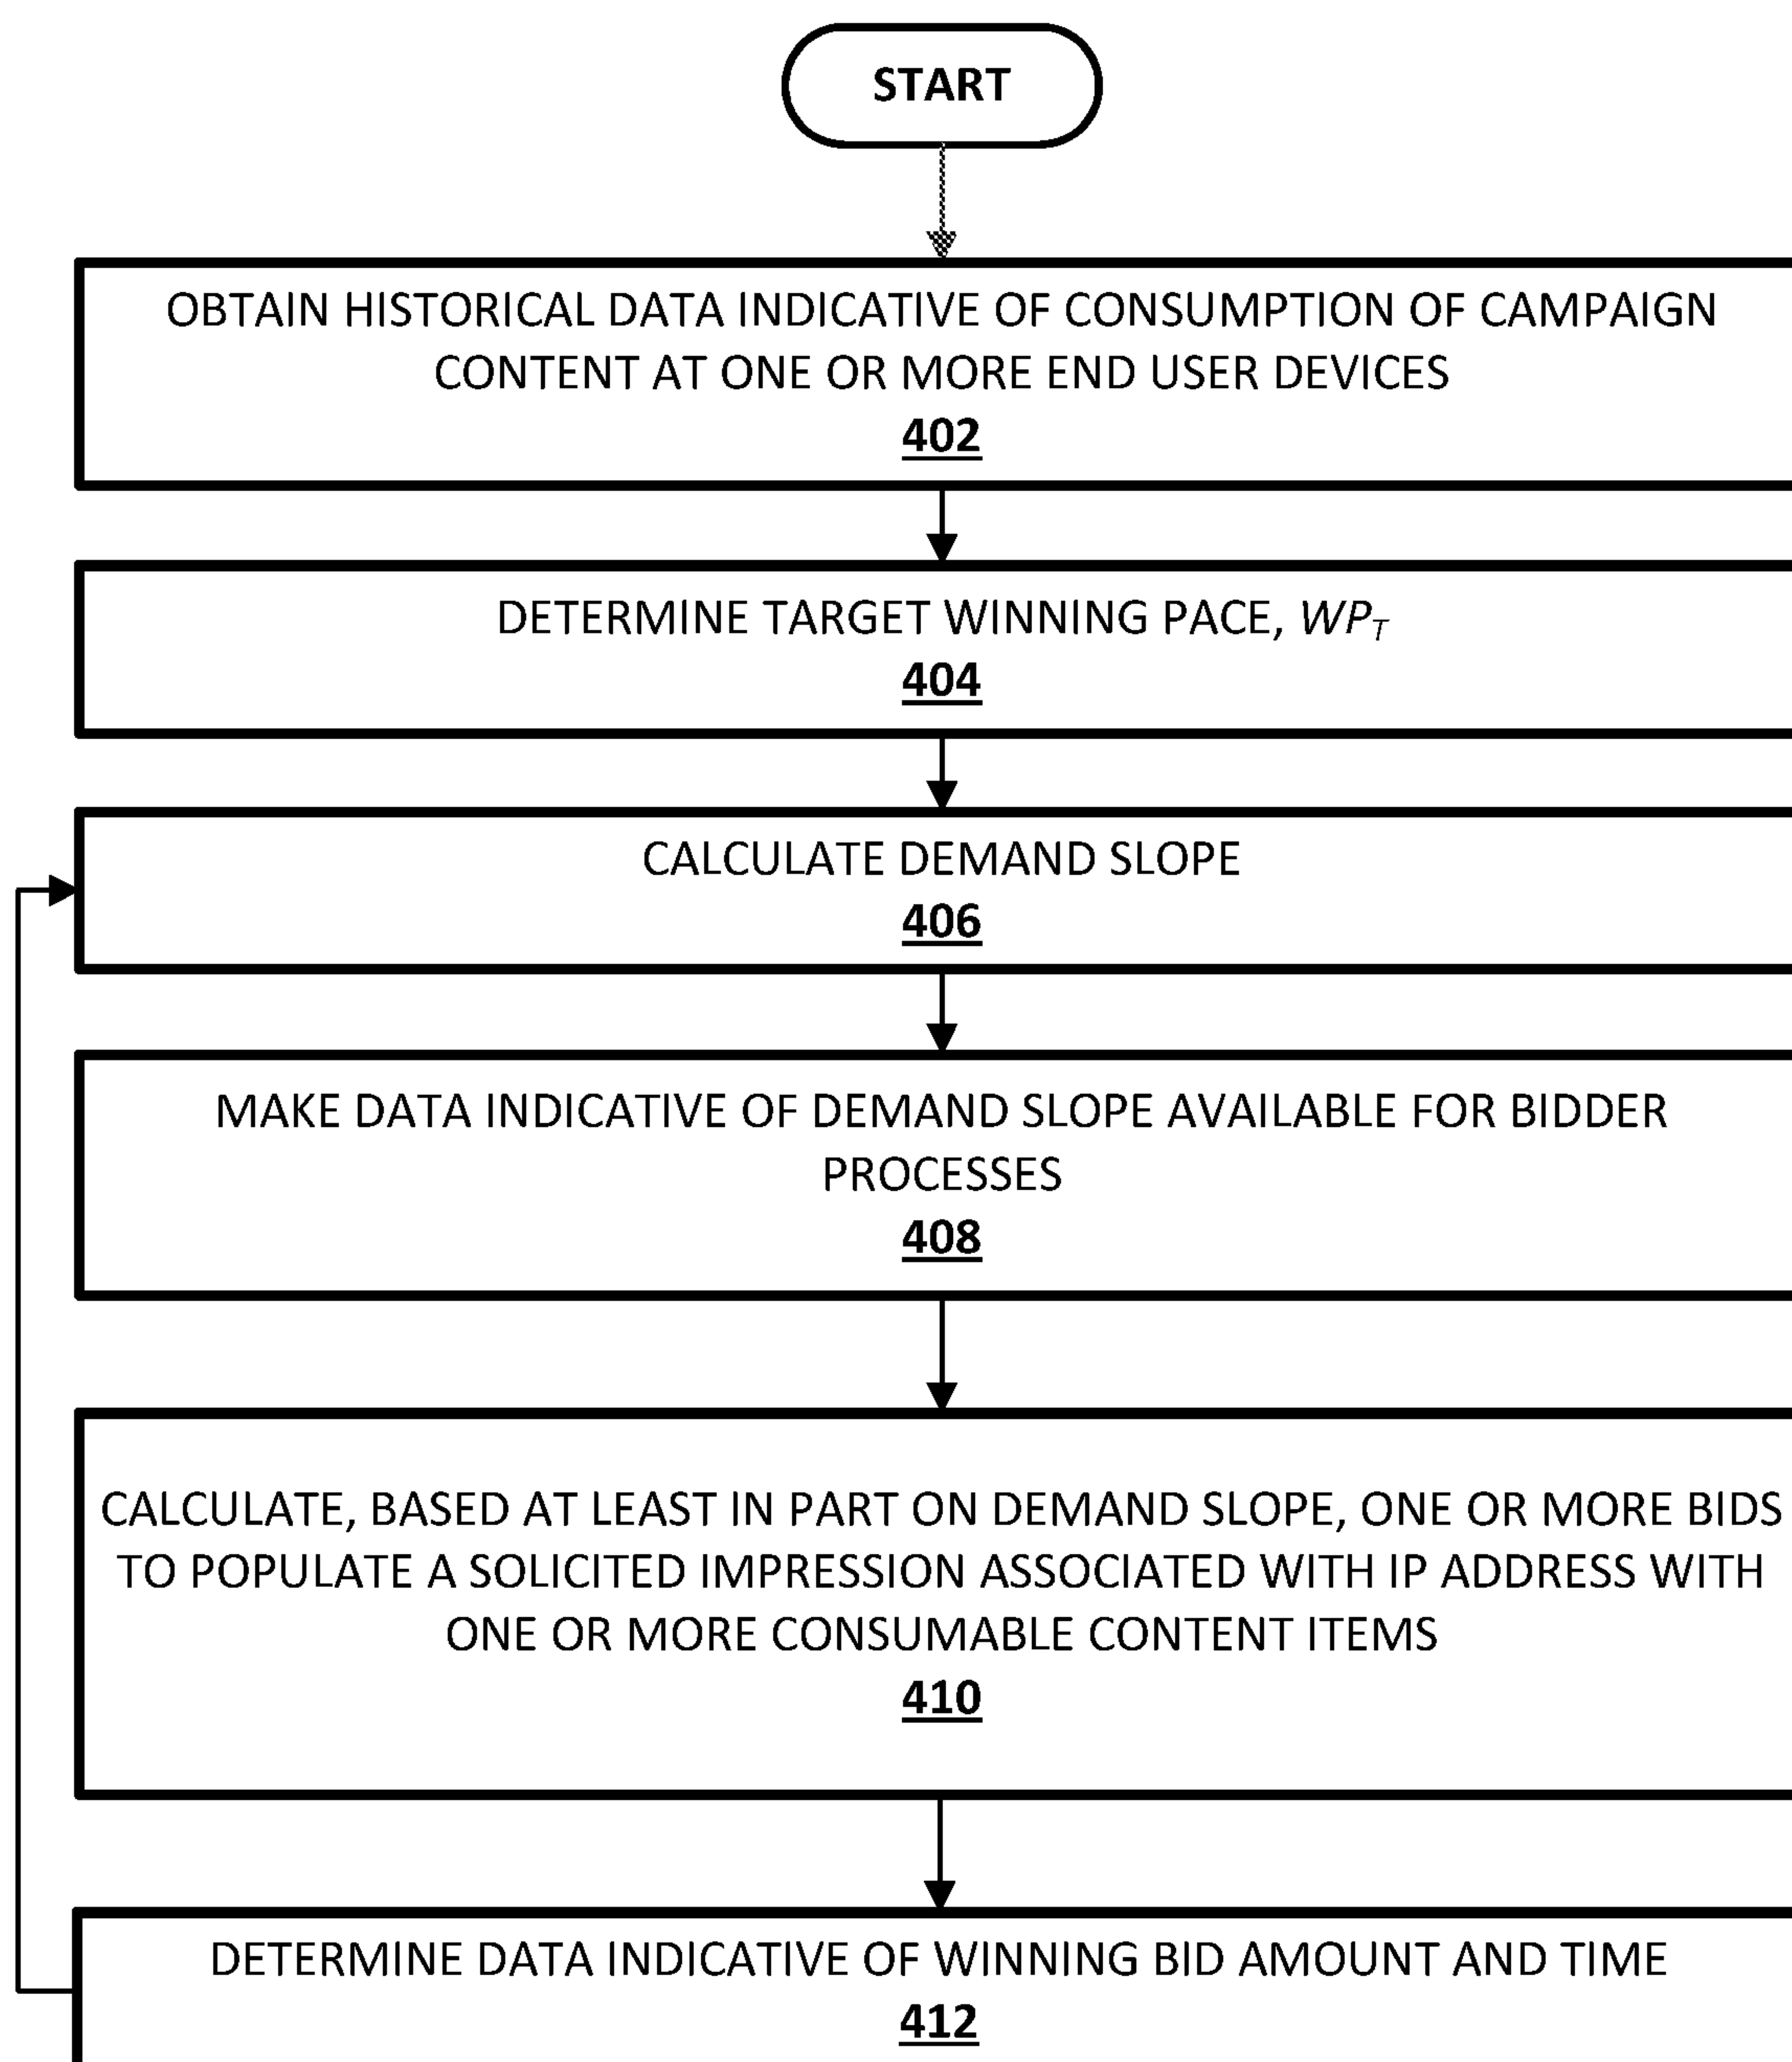 START
OBTAIN HISTORICAL DATA INDICATIVE OF CONSUMPTION OF CAMPAIGN
CONTENT AT ONE OR MORE END USER DEVICES
402
DETERMINE TARGET WINNING PACE, WP_T
404
CALCULATE DEMAND SLOPE
406
MAKE DATA INDICATIVE OF DEMAND SLOPE AVAILABLE FOR BIDDER
PROCESSES
408
CALCULATE, BASED AT LEAST IN PART ON DEMAND SLOPE, ONE OR MORE BIDS
TO POPULATE A SOLICITED IMPRESSION ASSOCIATED WITH IP ADDRESS WITH
ONE OR MORE CONSUMABLE CONTENT ITEMS
410
DETERMINE DATA INDICATIVE OF WINNING BID AMOUNT AND TIME
412